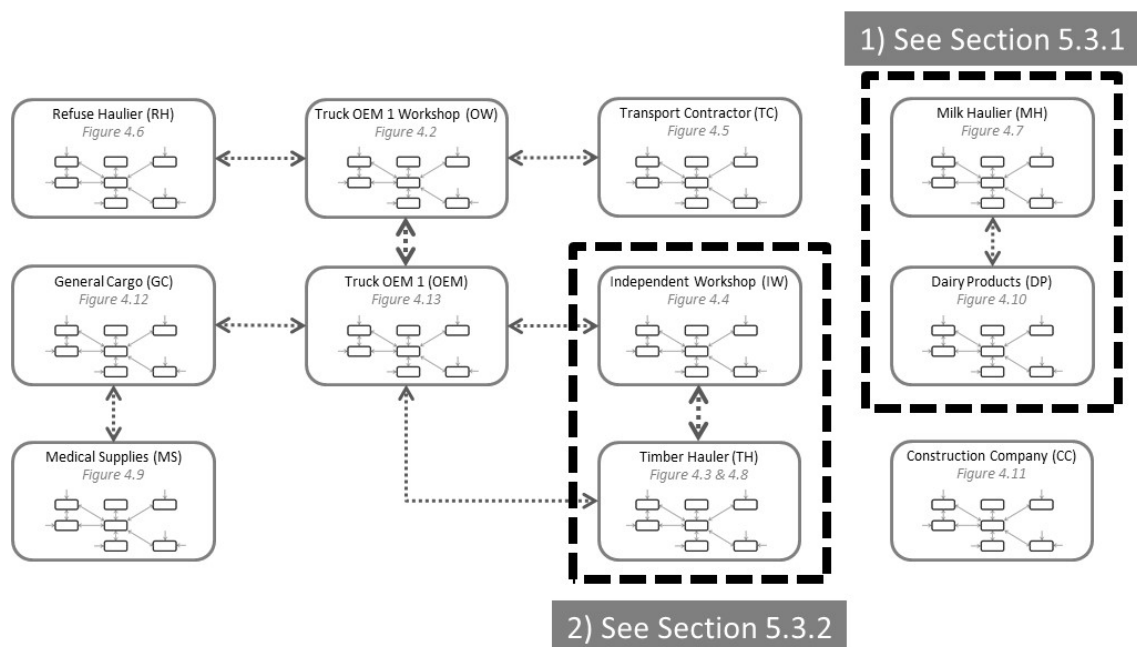 1) See Section 5.3.1
Refuse Haulier (RH)
Figure 4.6
Truck OEM 1 Workshop (OW)
Figure 4.2
Transport Contractor (TC)
Figure 4.5
Milk Haulier (MH)
Figure 4.7
General Cargo (GC)
Figure 4.12
Truck OEM 1 (OEM)
Figure 4.13
Independent Workshop (IW)
Figure 4.4
Dairy Products (DP)
Figure 4.10
Medical Supplies (MS)
Figure 4.9
Timber Hauler (TH)
Figure 4.3 & 4.8
Construction Company (CC)
Figure 4.11
2) See Section 5.3.2